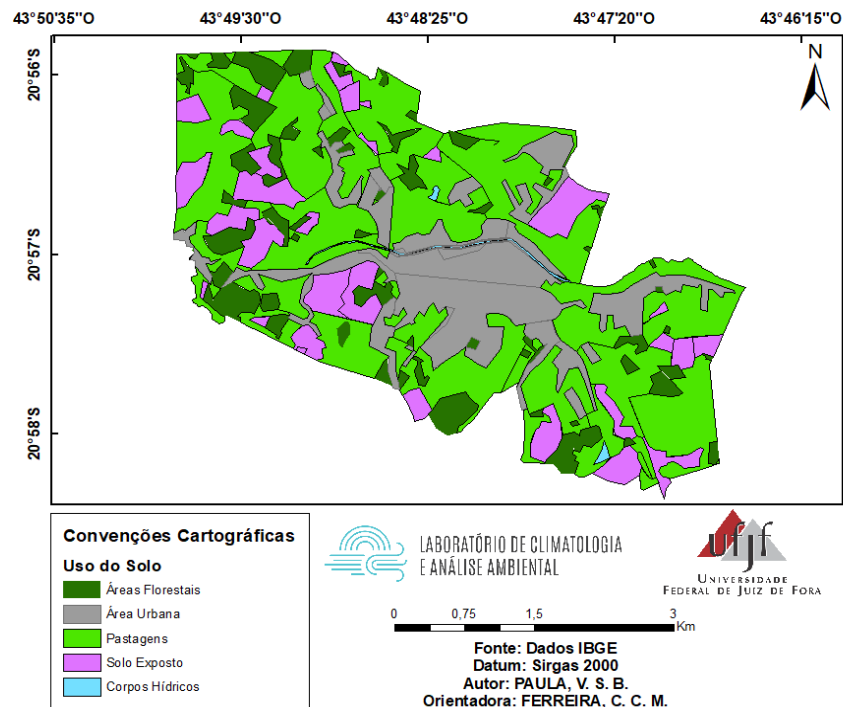 43°50'35"O 43°49'30"O 43°48'25"O 43°47'20"O 43°46'15"O
20°56'S
20°57'S
20°58'S
N
Convenções Cartográficas
Uso do Solo
Áreas Florestais
Área Urbana
Pastagens
Solo Exposto
Corpos Hídricos
LABORATÓRIO DE CLIMATOLOGIA
E ANÁLISE AMBIENTAL
ufjf
UNIVERSIDADE
FEDERAL DE JUIZ DE FORA
0 0,75 1,5 3
Km
Fonte: Dados IBGE
Datum: Sirgas 2000
Autor: PAULA, V. S. B.
Orientadora: FERREIRA, C. C. M.